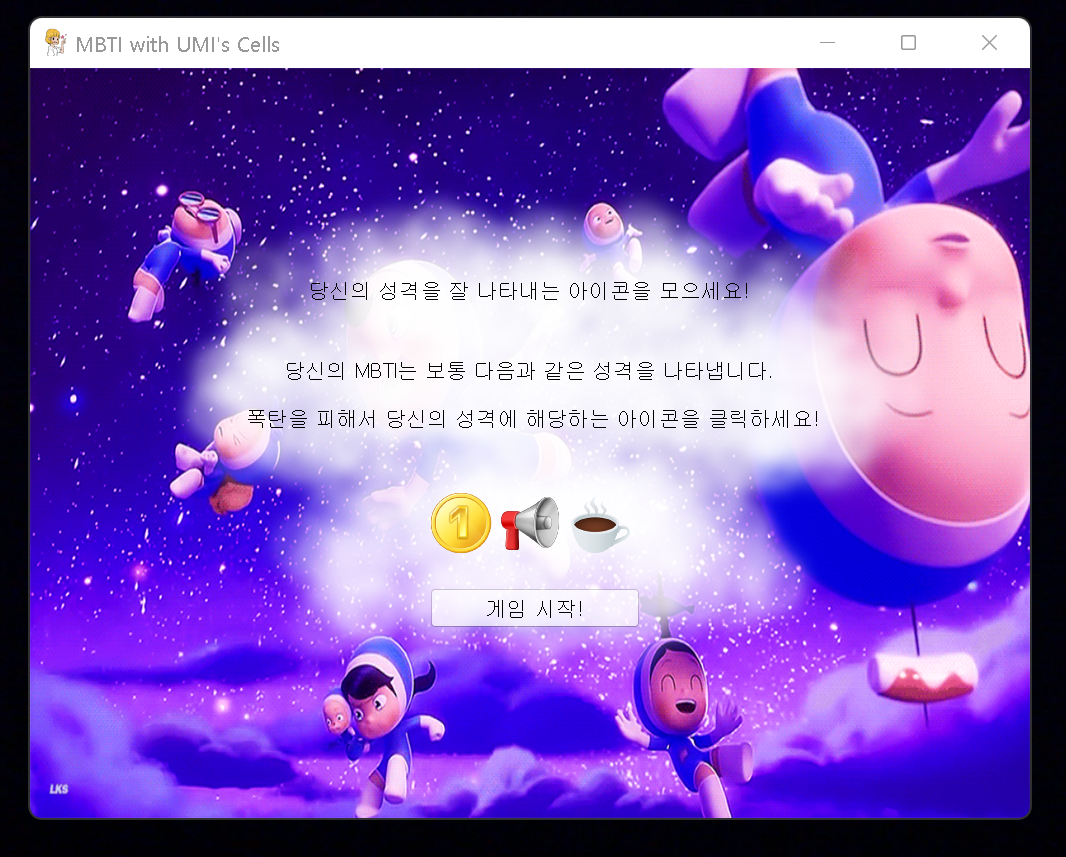 MBTI with UMI's Cells
당신의 성격을 잘 나타내는 아이콘을 모으세요!
당신의 MBTI는 보통 다음과 같은 성격을 나타냅니다.
폭탄을 피해서 당신의 성격에 해당하는 아이콘을 클릭하세요!
1
게임 시작!
LKS